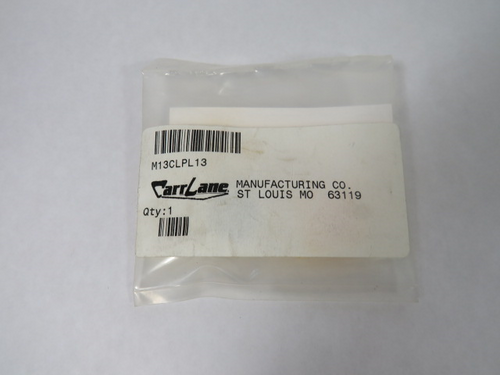 M13CLPL13
CarrLane MANUFACTURING CO.
ST LOUIS MO 63119
Qty:1